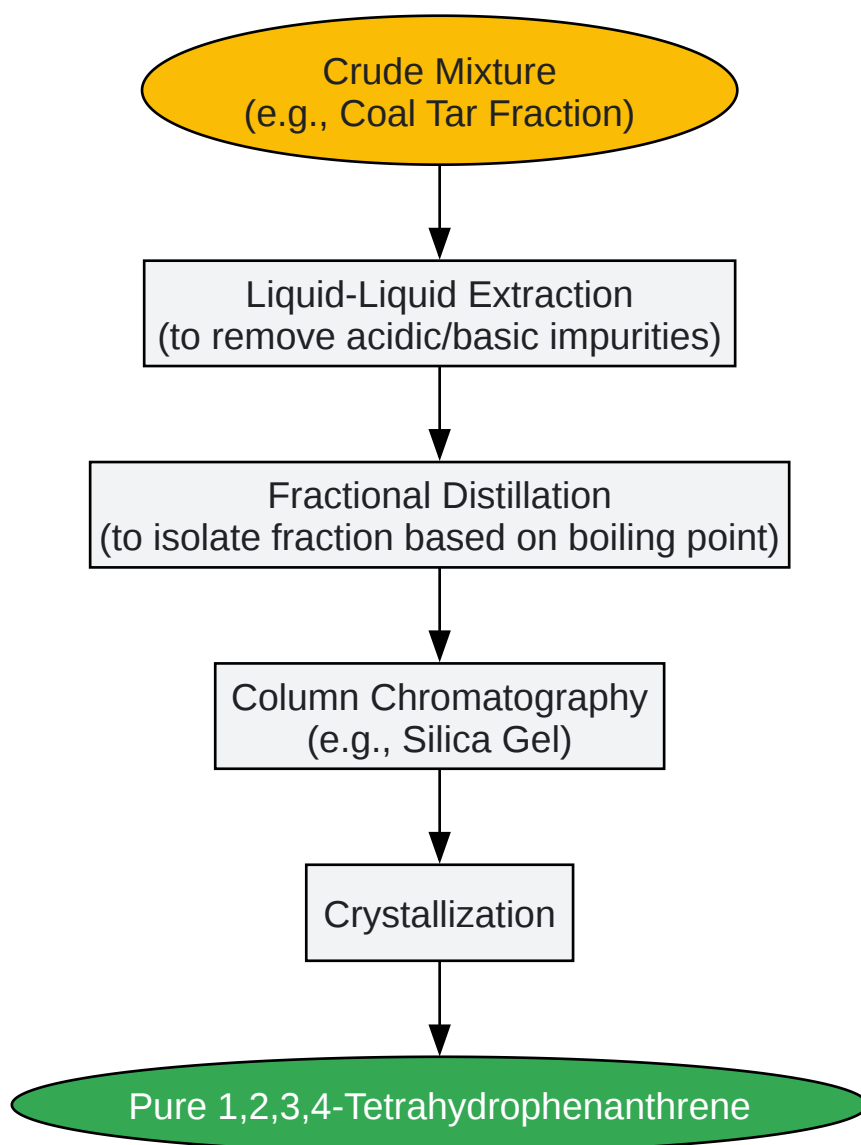 Crude Mixture
(e.g., Coal Tar Fraction)
Liquid-Liquid Extraction
(to remove acidic/basic impurities)
Fractional Distillation
(to isolate fraction based on boiling point)
Column Chromatography
(e.g., Silica Gel)
Crystallization
Pure 1,2,3,4-Tetrahydrophenanthrene